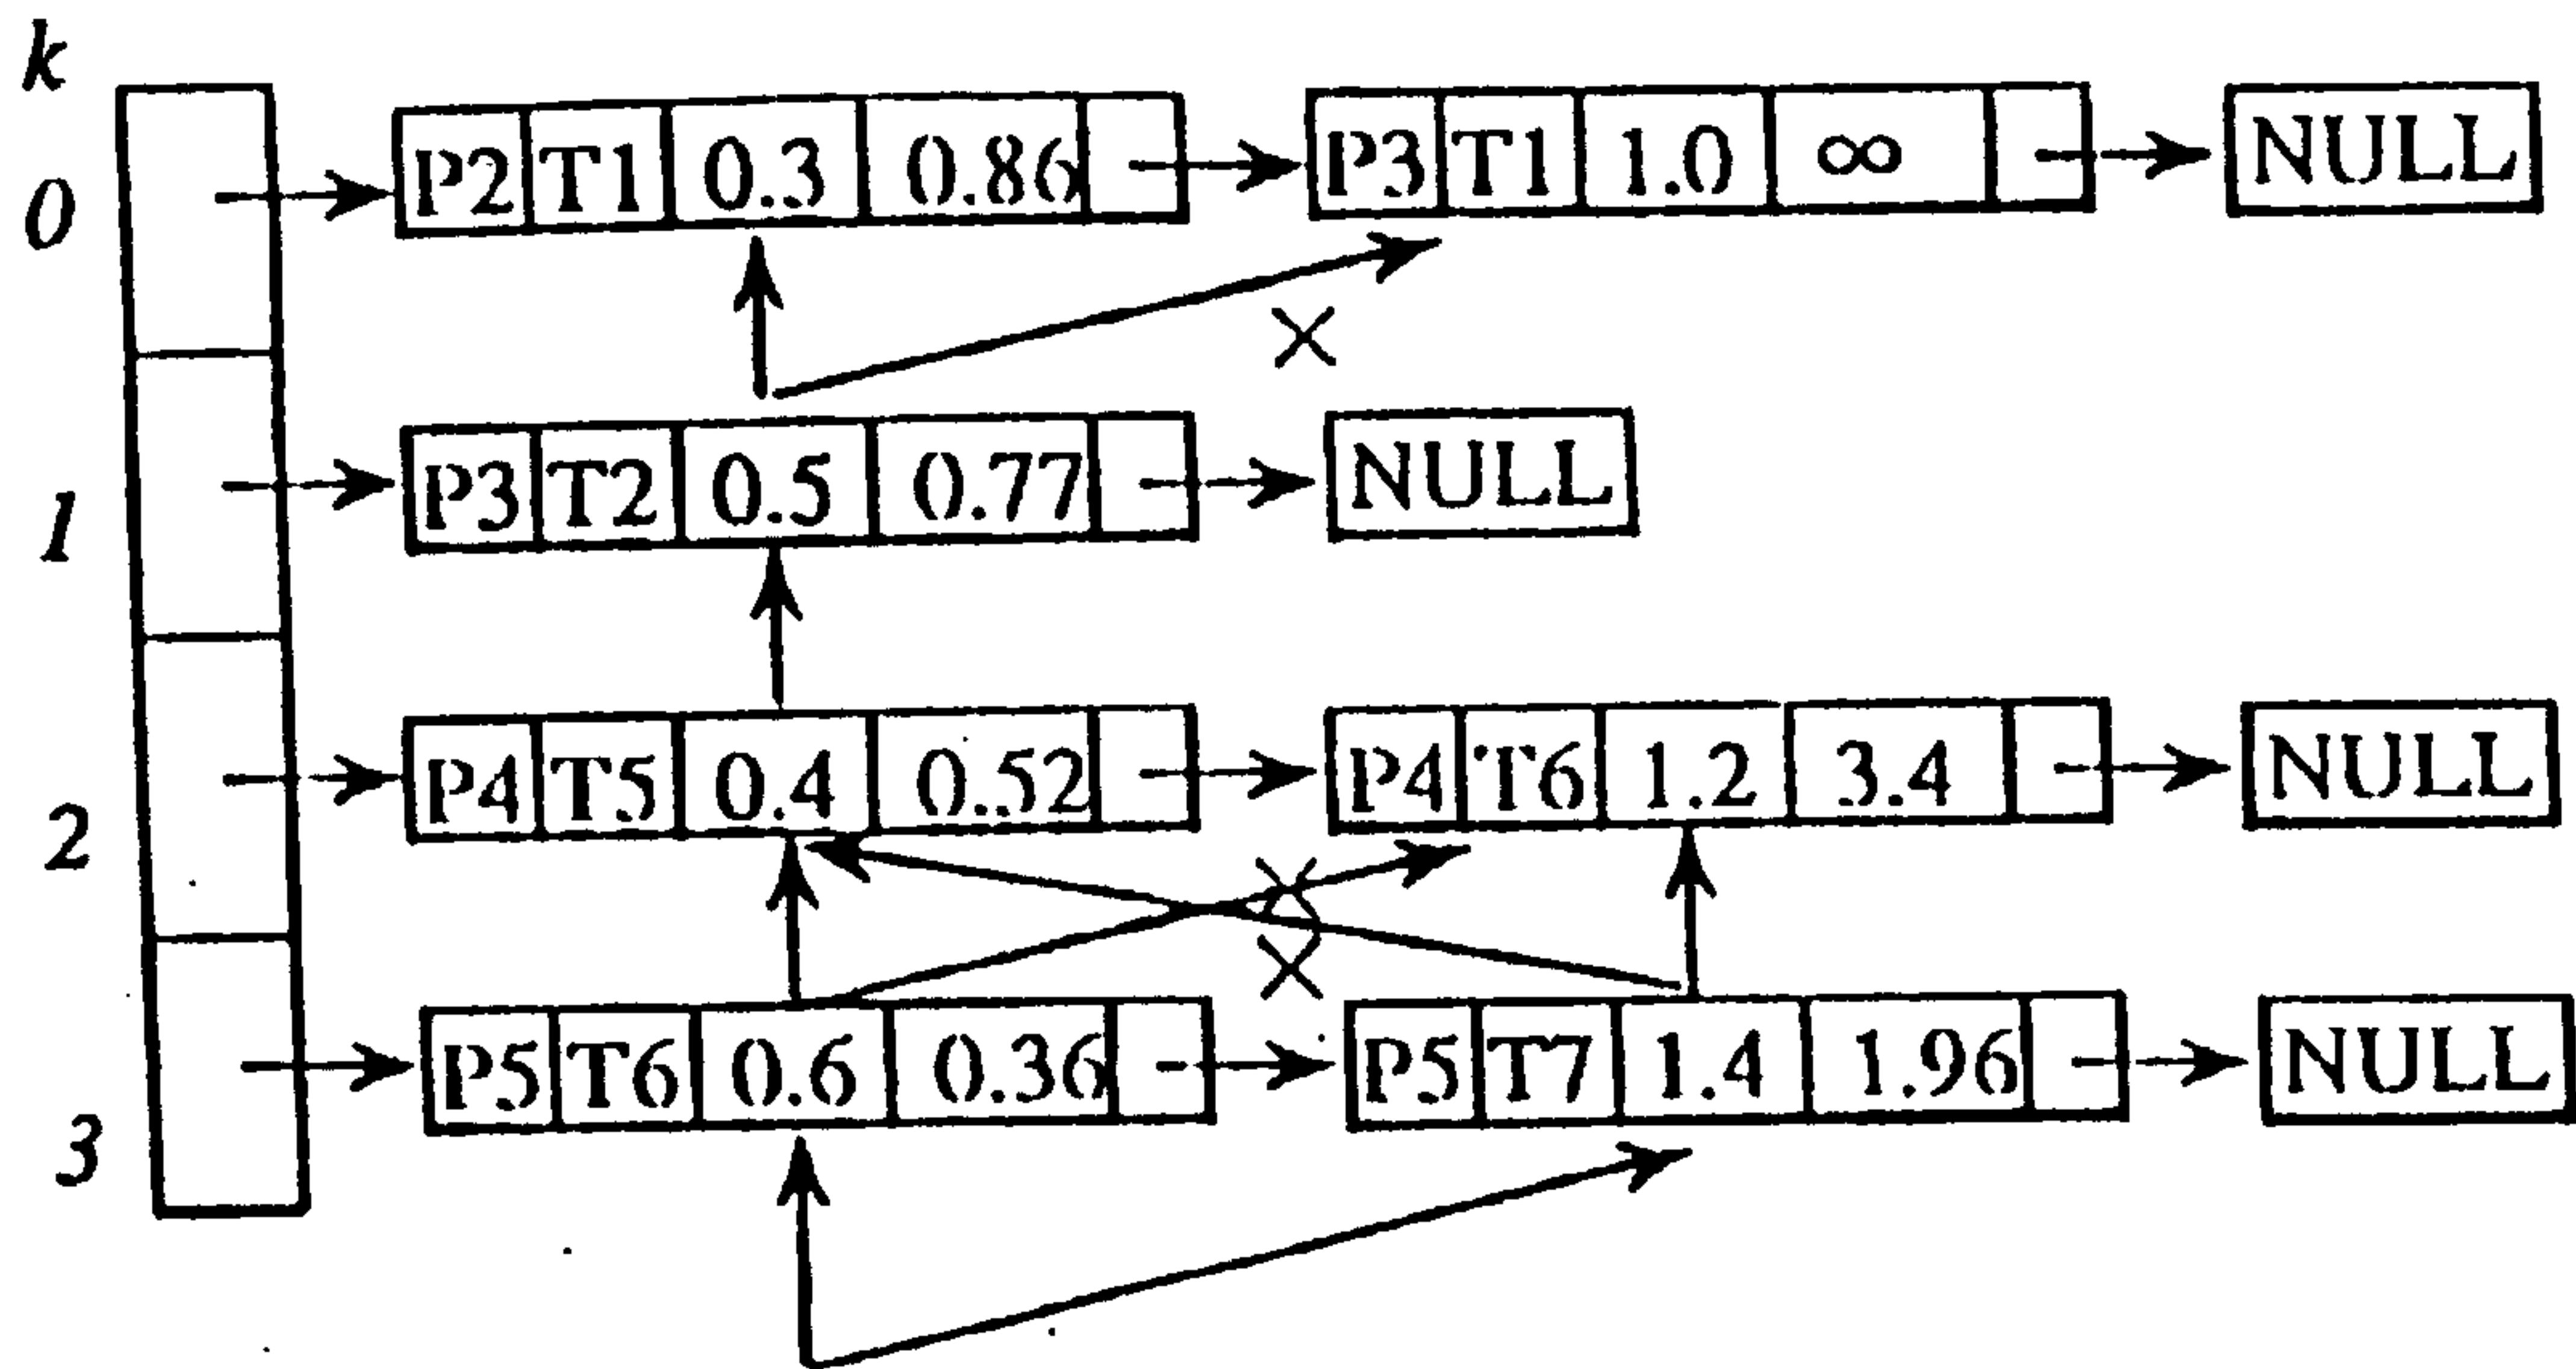 k
0 P2 T1 0.3 0.86 P3 T1 1.0 ∞ NULL
1 P3 T2 0.5 0.77 NULL
2 P4 T5 0.4 0.52 P4 T6 1.2 3.4 NULL
3 P5 T6 0.6 0.36 P5 T7 1.4 1.96 NULL